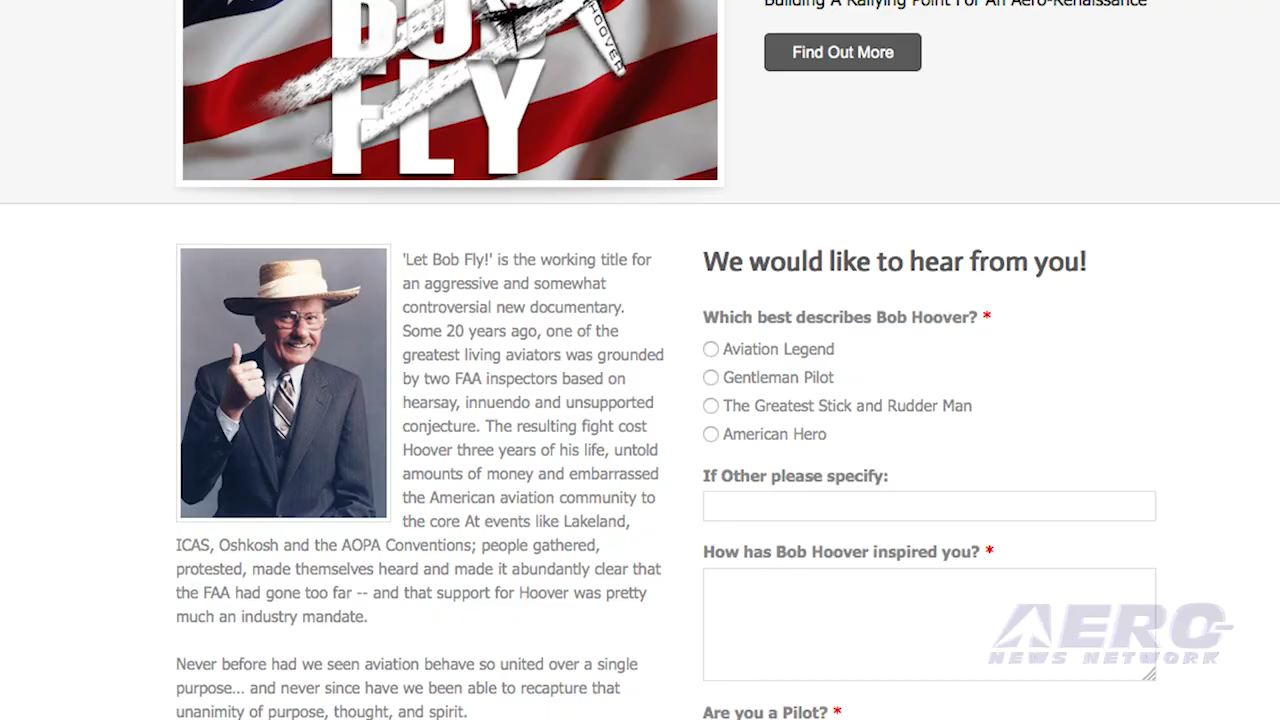 Building A Rallying Point For An Aero-Renaissance
Find Out More
BOB
FLY
HOOVER
'Let Bob Fly!' is the working title for
an aggressive and somewhat
controversial new documentary.
Some 20 years ago, one of the
greatest living aviators was grounded
by two FAA inspectors based on
hearsay, innuendo and unsupported
conjecture. The resulting fight cost
Hoover three years of his life, untold
amounts of money and embarrassed
the American aviation community to
the core At events like Lakeland,
ICAS, Oshkosh and the AOPA Conventions; people gathered,
protested, made themselves heard and made it abundantly clear that
the FAA had gone too far -- and that support for Hoover was pretty
much an industry mandate.
Never before had we seen aviation behave so united over a single
purpose... and never since have we been able to recapture that
unanimity of purpose, thought, and spirit.
We would like to hear from you!
Which best describes Bob Hoover? *
Aviation Legend
Gentleman Pilot
The Greatest Stick and Rudder Man
American Hero
If Other please specify:
How has Bob Hoover inspired you? *
Are you a Pilot? *
AERO
NEWS NETWORK